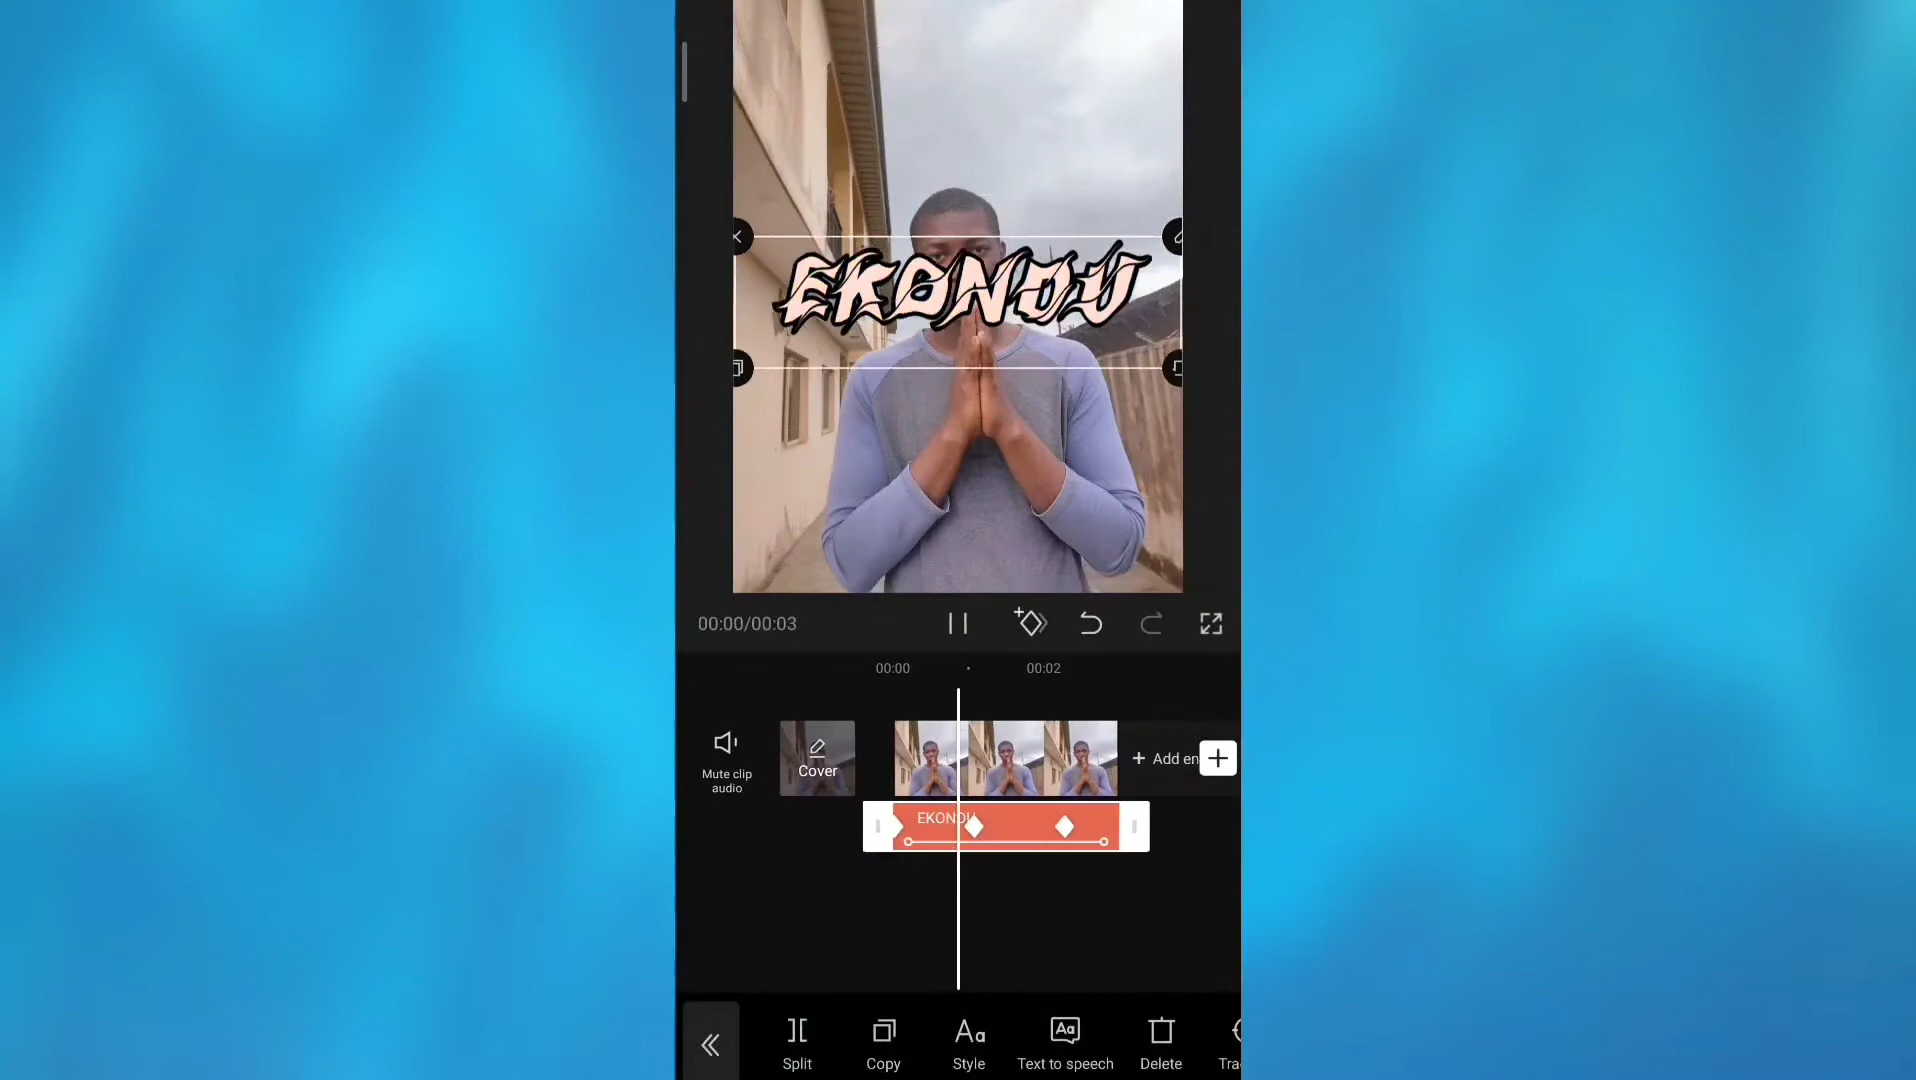 EKONDU
00:00/00:03
00:00 00:02
Mute clip
audio
Cover
+ Add en
EKONDU
Split Copy Style Text to speech Delete Tra